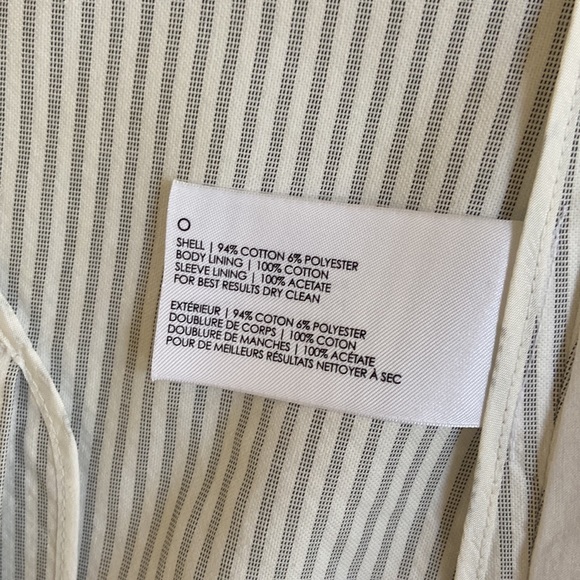 O
SHELL | 94% COTTON 6% POLYESTER
BODY LINING | 100% COTTON
SLEEVE LINING | 100% ACETATE
FOR BEST RESULTS DRY CLEAN
EXTÉRIEUR | 94% COTON 6% POLYESTER
DOUBLURE DE CORPS | 100% COTON
DOUBLURE DE MANCHES | 100% ACÉTATE
POUR DE MEILLEURS RÉSULTATS NETTOYER À SEC